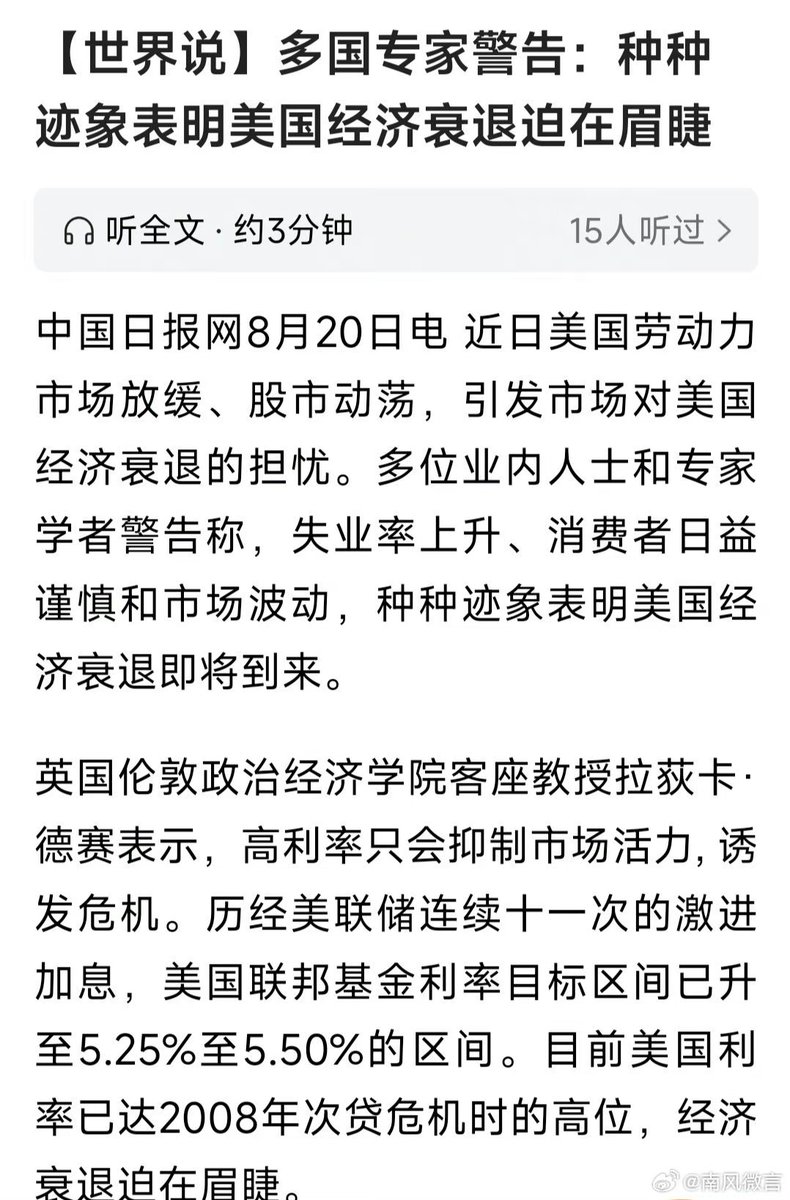 【世界说】多国专家警告：种种
迹象表明美国经济衰退迫在眉睫
听全文·约3分钟
15人听过
中国日报网8月20日电 近日美国劳动力
市场放缓、股市动荡，引发市场对美国
经济衰退的担忧。多位业内人士和专家
学者警告称，失业率上升、消费者日益
谨慎和市场波动，种种迹象表明美国经
济衰退即将到来。
英国伦敦政治经济学院客座教授拉荻卡·
德赛表示，高利率只会抑制市场活力, 诱
发危机。历经美联储连续十一次的激进
加息，美国联邦基金利率目标区间已升
至5.25%至5.50%的区间。目前美国利
率已达2008年次贷危机时的高位，经济
衰退迫在眉睫。
@南风微言